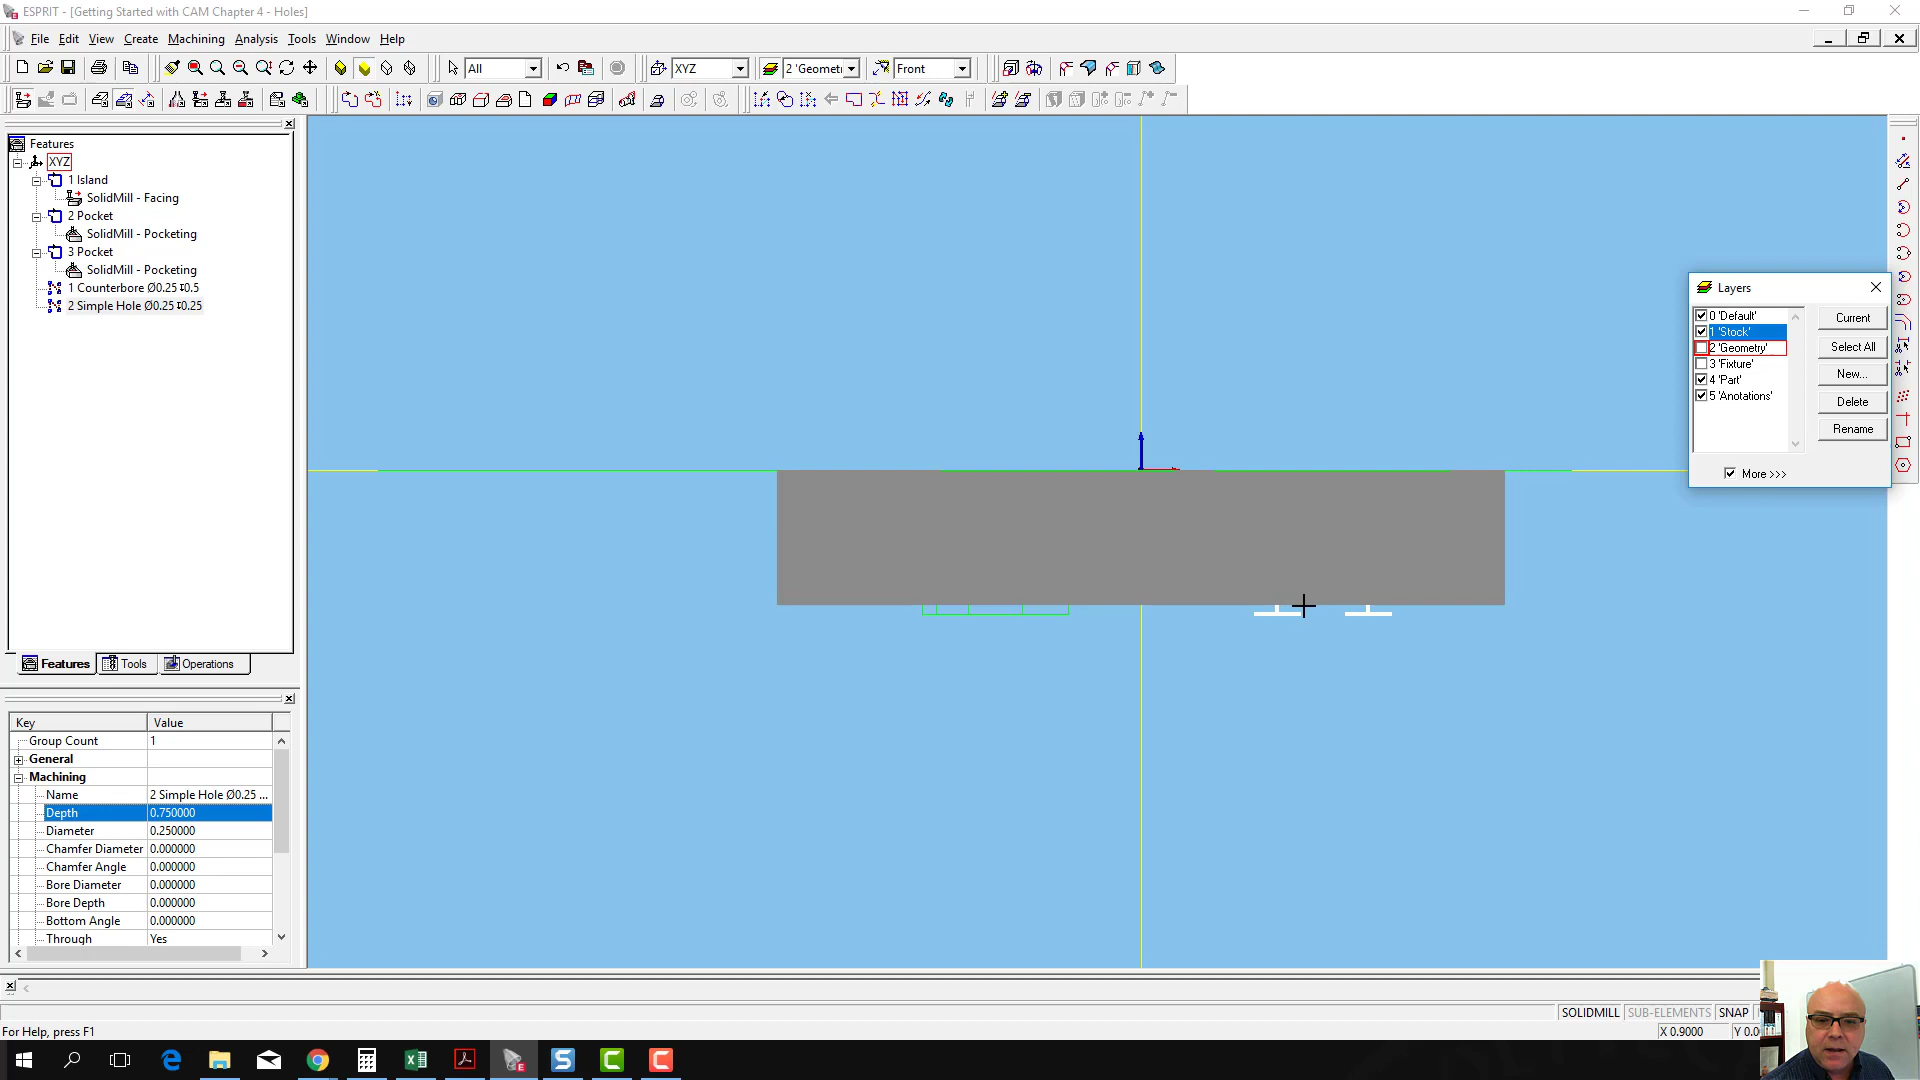 ESPRIT - [Getting Started with CAM Chapter 4 - Holes]
File Edit View Create Machining Analysis Tools Window Help
All XYZ 2 'Geometi Front
Features
XYZ
1 Island
SolidMill - Facing
2 Pocket
SolidMill - Pocketing
3 Pocket
SolidMill - Pocketing
1 Counterbore Ø0.25 ↧0.5
2 Simple Hole Ø0.25 ↧0.25
Features Tools Operations
Key Value
Group Count 1
General
Machining
Name 2 Simple Hole Ø0.25 ...
Depth 0.750000
Diameter 0.250000
Chamfer Diameter 0.000000
Chamfer Angle 0.000000
Bore Diameter 0.000000
Bore Depth 0.000000
Bottom Angle 0.000000
Through Yes
Layers
0 'Default'
1 'Stock'
2 'Geometry'
3 'Fixture'
4 'Part'
5 'Anotations'
Current
Select All
New...
Delete
Rename
More >>>
SOLIDMILL SUB-ELEMENTS SNAP
For Help, press F1
X 0.9000 Y 0.0